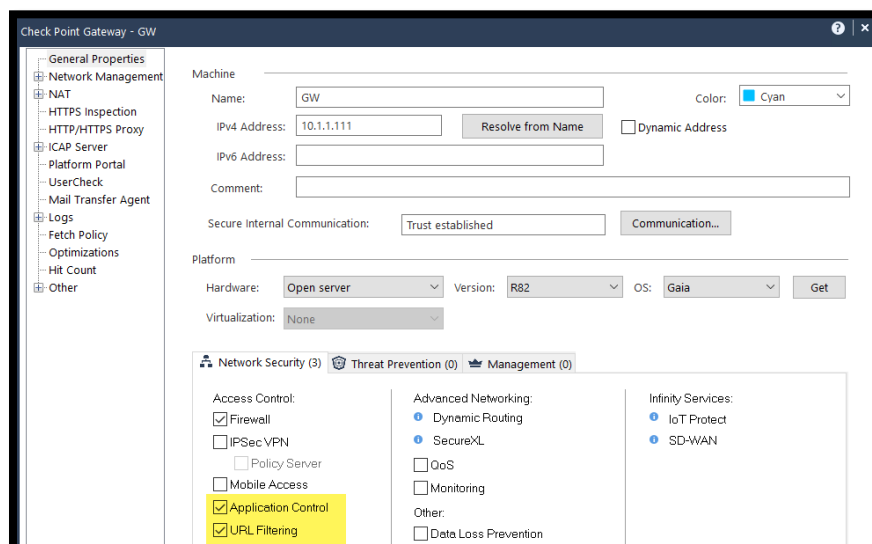 Check Point Gateway - GW
General Properties
Network Management
NAT
HTTPS Inspection
HTTP/HTTPS Proxy
ICAP Server
Platform Portal
UserCheck
Mail Transfer Agent
Logs
Fetch Policy
Optimizations
Hit Count
Other
Machine
Name: GW Color: Cyan
IPv4 Address: 10.1.1.111 Resolve from Name Dynamic Address
IPv6 Address:
Comment:
Secure Internal Communication: Trust established Communication...
Platform
Hardware: Open server Version: R82 OS: Gaia Get
Virtualization: None
Network Security (3) Threat Prevention (0) Management (0)
Access Control:
Firewall
IPSec VPN
Policy Server
Mobile Access
Application Control
URL Filtering
Advanced Networking:
Dynamic Routing
SecureXL
QoS
Monitoring
Other:
Data Loss Prevention
Infinity Services:
IoT Protect
SD-WAN